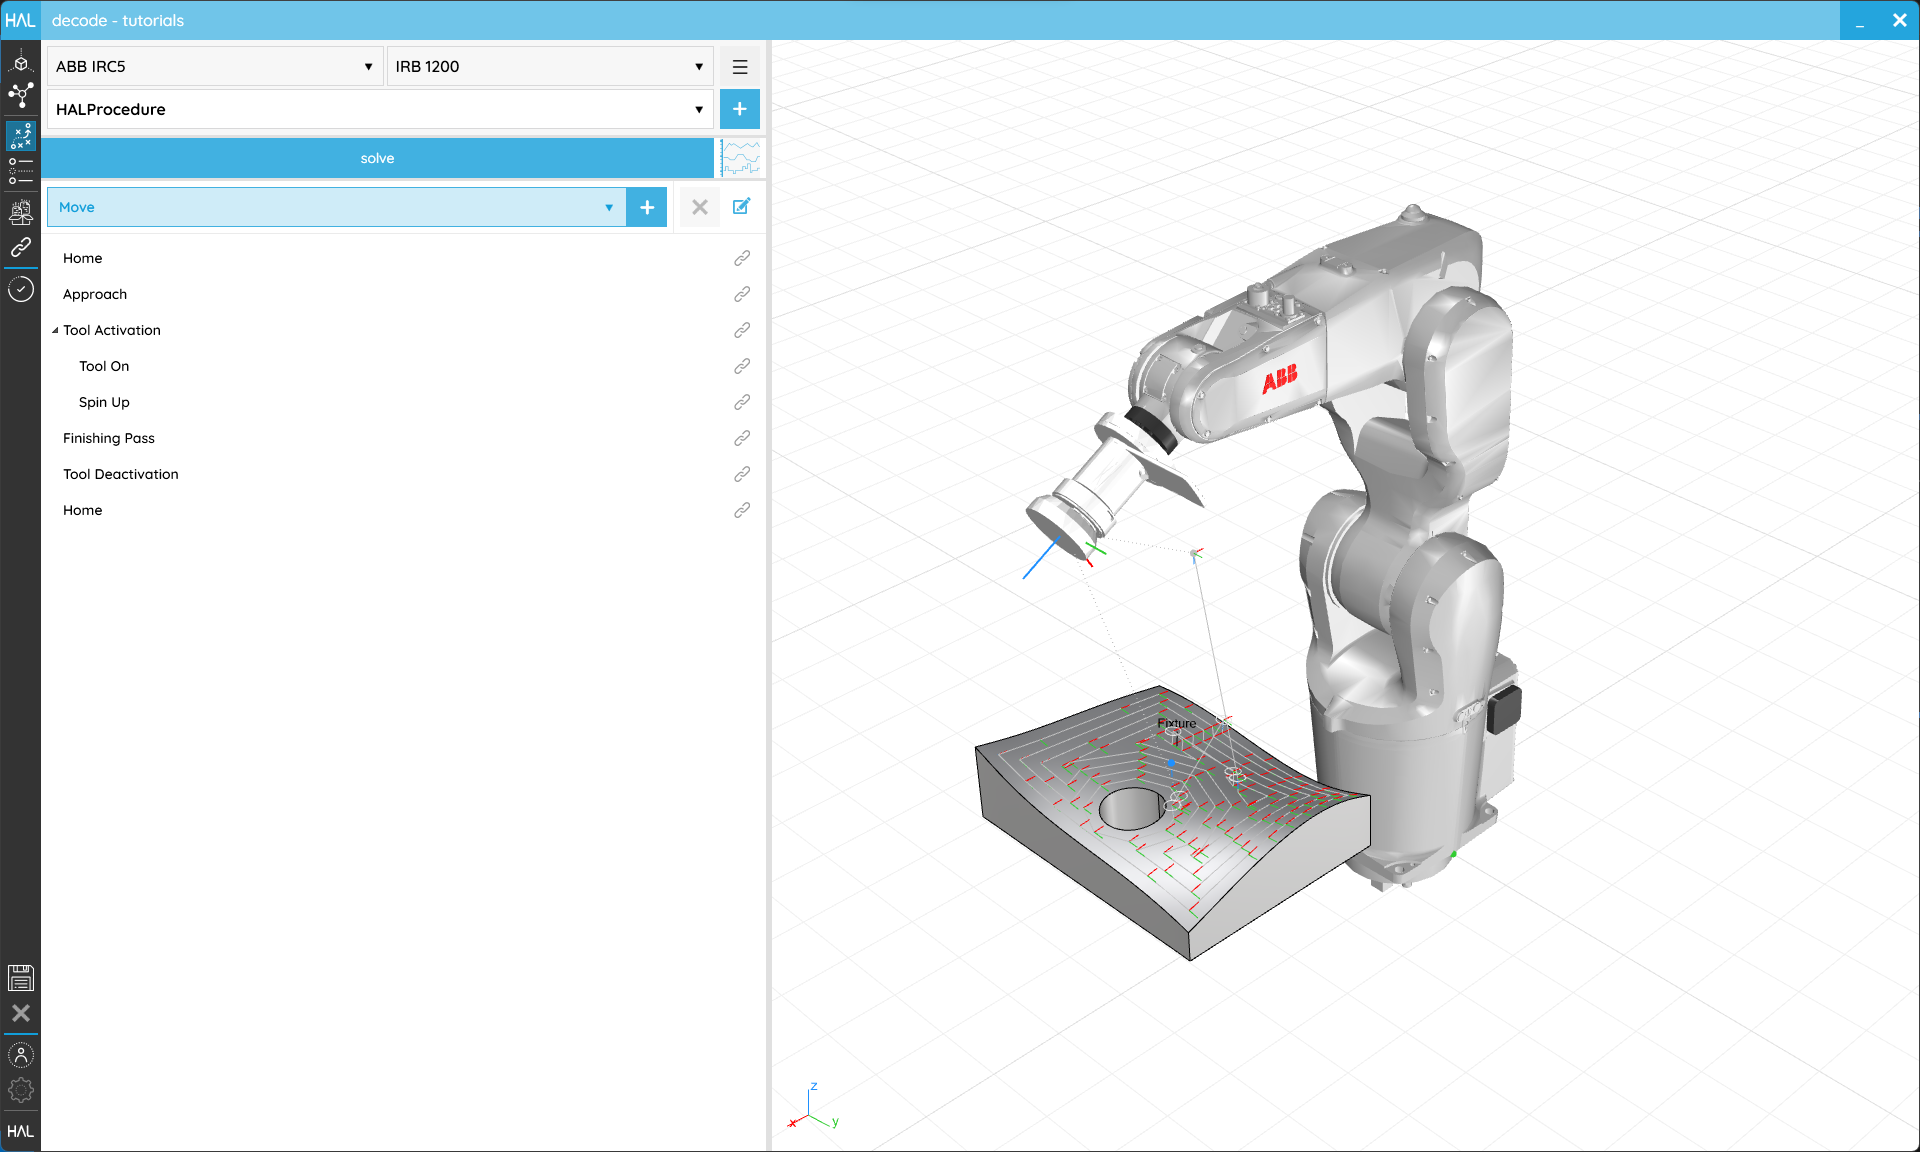 HAL decode - tutorials
ABB IRC5 IRB 1200
HALProcedure
solve
Move
Home
Approach
Tool Activation
Tool On
Spin Up
Finishing Pass
Tool Deactivation
Home
ABB
Fixture
z
x y
HAL